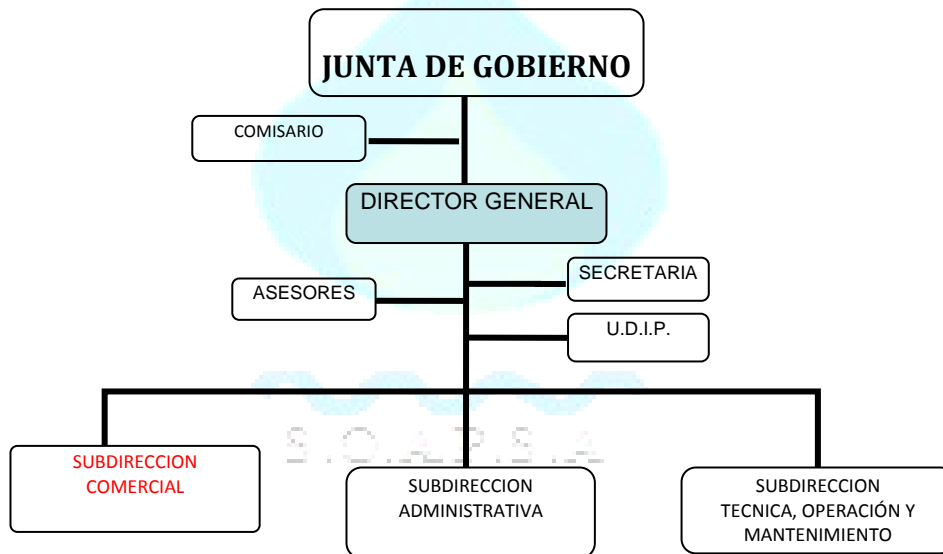 JUNTA DE GOBIERNO
COMISARIO
DIRECTOR GENERAL
SECRETARIA
ASESORES
U.D.I.P.
S.O.A.P.S.A
SUBDIRECCION
COMERCIAL
SUBDIRECCION
ADMINISTRATIVA
SUBDIRECCION
TECNICA, OPERACIÓN Y
MANTENIMIENTO